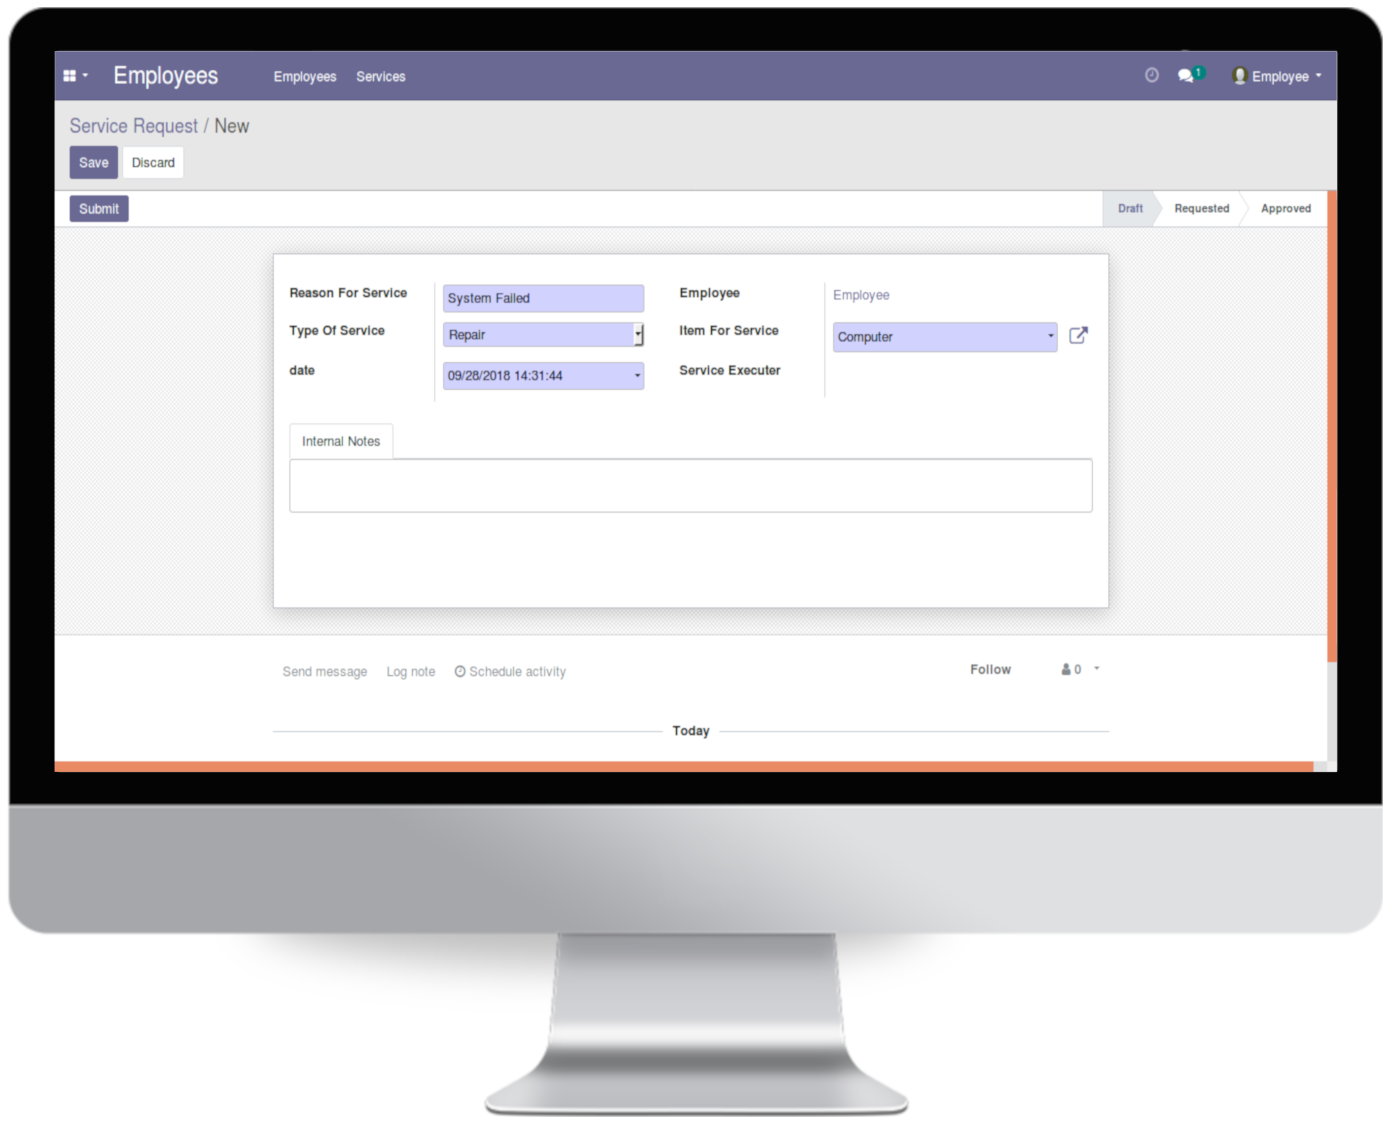 Employees Employees Services 1 Employee
Service Request / New
Save Discard
Submit Draft Requested Approved
Reason For Service System Failed Employee Employee
Type Of Service Repair Item For Service Computer
date 09/28/2018 14:31:44 Service Executer
Internal Notes
Send message Log note Schedule activity Follow 0
Today